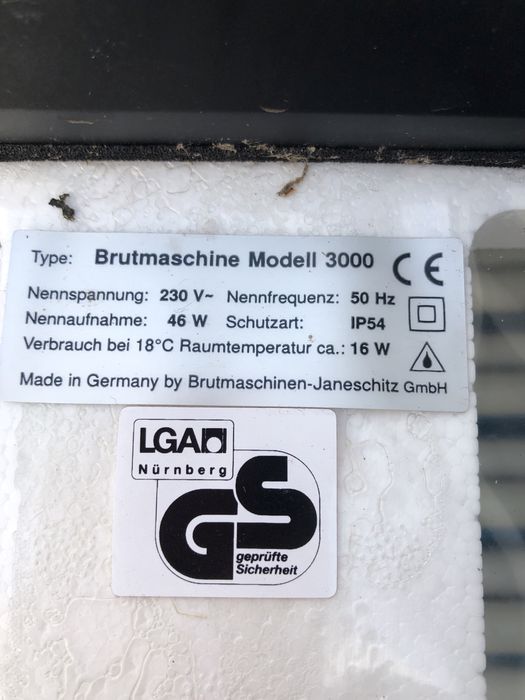 Type: Brutmaschine Modell 3000 CE
Nennspannung: 230 V~ Nennfrequenz: 50 Hz
Nennaufnahme: 46 W Schutzart: IP54
Verbrauch bei 18°C Raumtemperatur ca.: 16 W
Made in Germany by Brutmaschinen-Janeschitz GmbH
LGA
Nürnberg
GS
geprüfte
Sicherheit